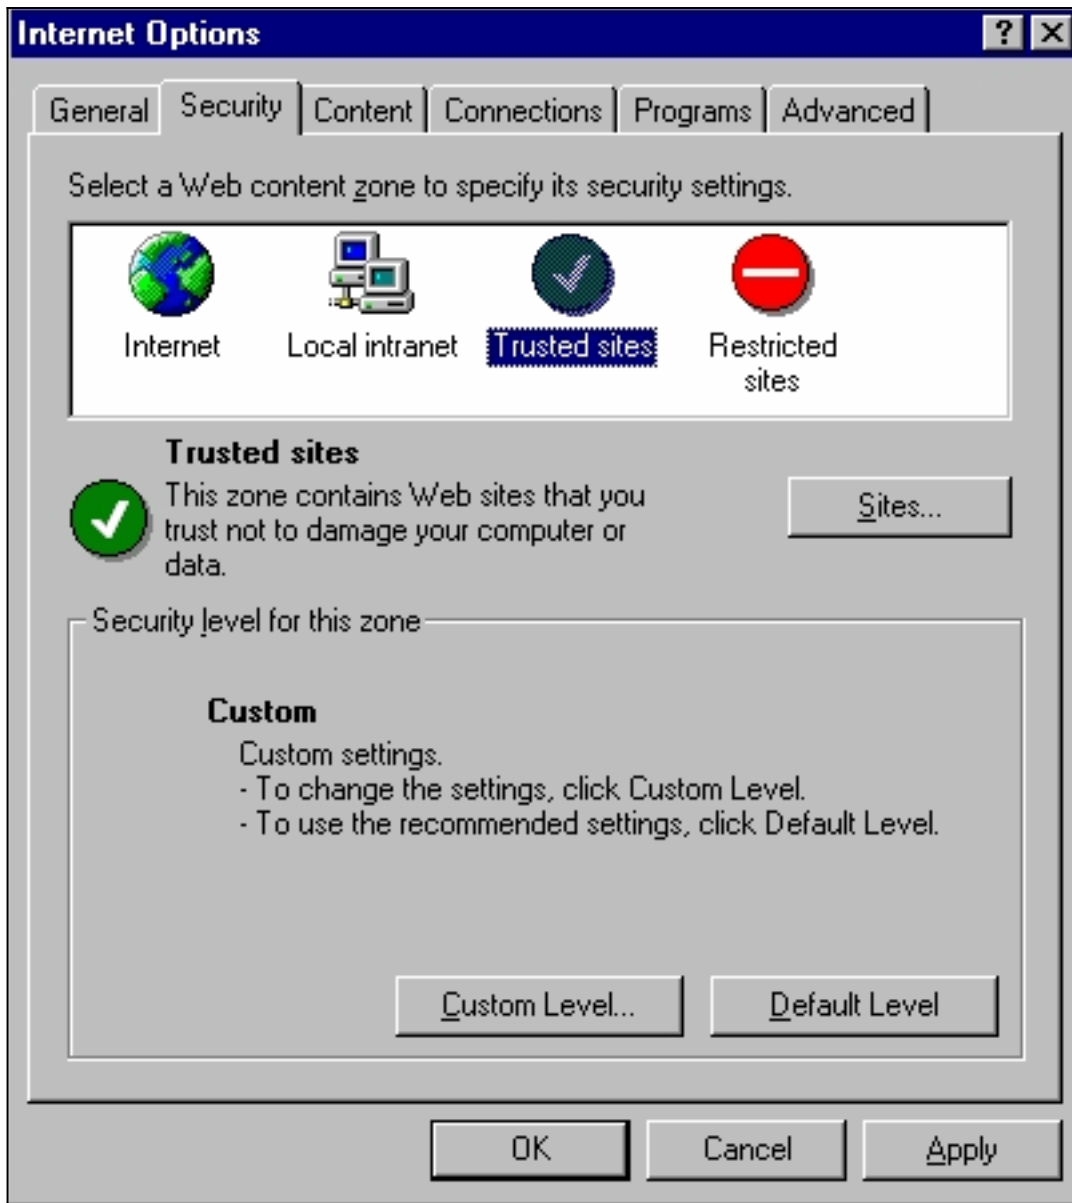 Internet Options
General Security Content Connections Programs Advanced
Select a Web content zone to specify its security settings.
Internet Local intranet Trusted sites Restricted
sites
Trusted sites
This zone contains Web sites that you
trust not to damage your computer or
data.
Sites...
Security level for this zone
Custom
Custom settings.
- To change the settings, click Custom Level.
- To use the recommended settings, click Default Level.
Custom Level... Default Level
OK Cancel Apply